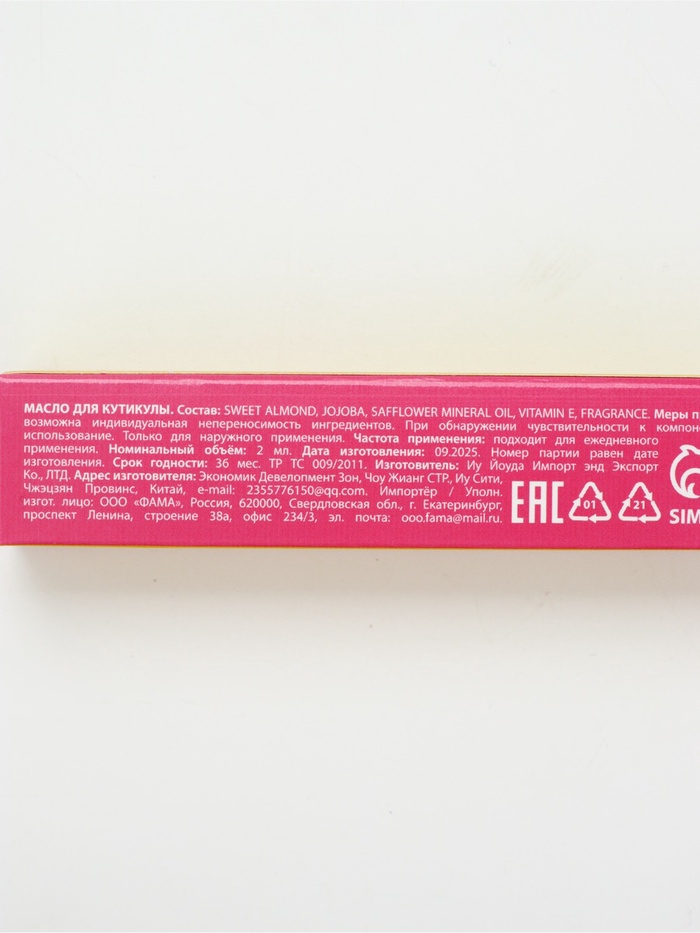 МАСЛО ДЛЯ КУТИКУЛЫ. Состав: SWEET ALMOND, JOJOBA, SAFFLOWER MINERAL OIL, VITAMIN E, FRAGRANCE. Меры
возможна индивидуальная непереносимость ингредиентов. При обнаружении чувствительности к
использование. Только для наружного применения. Частота применения: подходит для ежедневного
применения. Номинальный объём: 2 мл. Дата изготовления: 09.2025. Номер партии равен дате
изготовления. Срок годности: 36 мес. ТР ТС 009/2011. Изготовитель: Иу Йоуда Импорт энд Экспорт
Ко., ЛТД. Адрес изготовителя: Экономик Девелопмент Зон, Чоу Жианг СТР., Иу Сити,
Чжэцзян Провинс, Китай, e-mail: 2355776150@qq.com. Импортёр / Уполн.
изгот. лицо: ООО «ФАМА», Россия, 620000, Свердловская обл., г. Екатеринбург,
проспект Ленина, строение 38а, офис 234/3, эл. почта: ooo.fama@mail.ru.
EAC
01
21
SIM